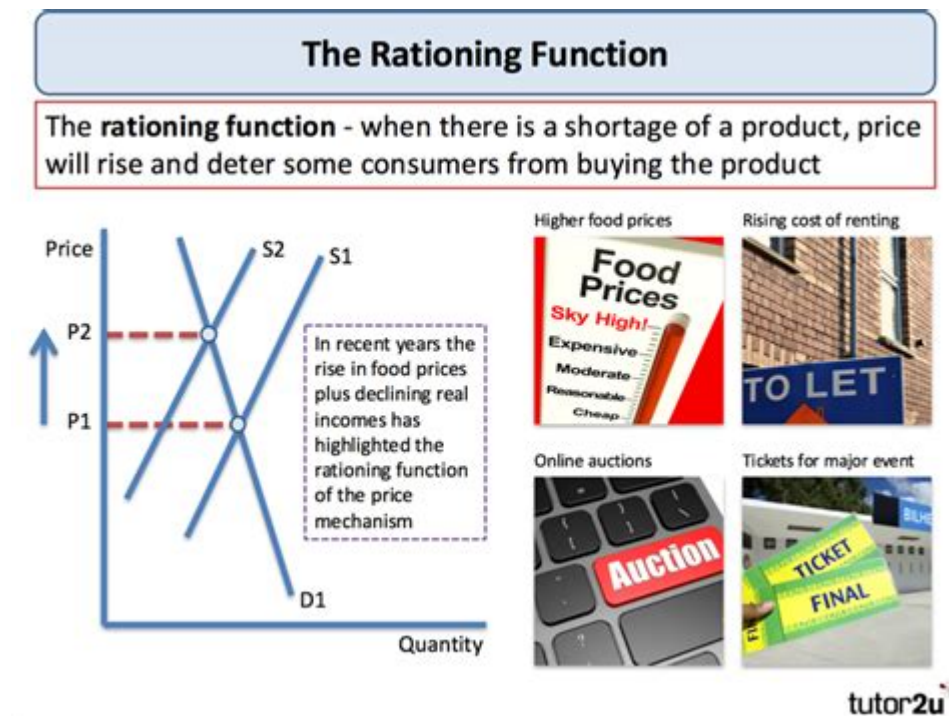 The Rationing Function
The rationing function - when there is a shortage of a product, price
will rise and deter some consumers from buying the product
Price
S2
S1
P2
P1
D1
Quantity
In recent years the
rise in food prices
plus declining real
incomes has
highlighted the
rationing function
of the price
mechanism
Higher food prices
Food
Prices
Sky High!
Expensive
Moderate
Reasonable
Cheap
Rising cost of renting
TO LET
Online auctions
Auction
Tickets for major event
BILHE
TICKET
FINAL
FI
tutor2u